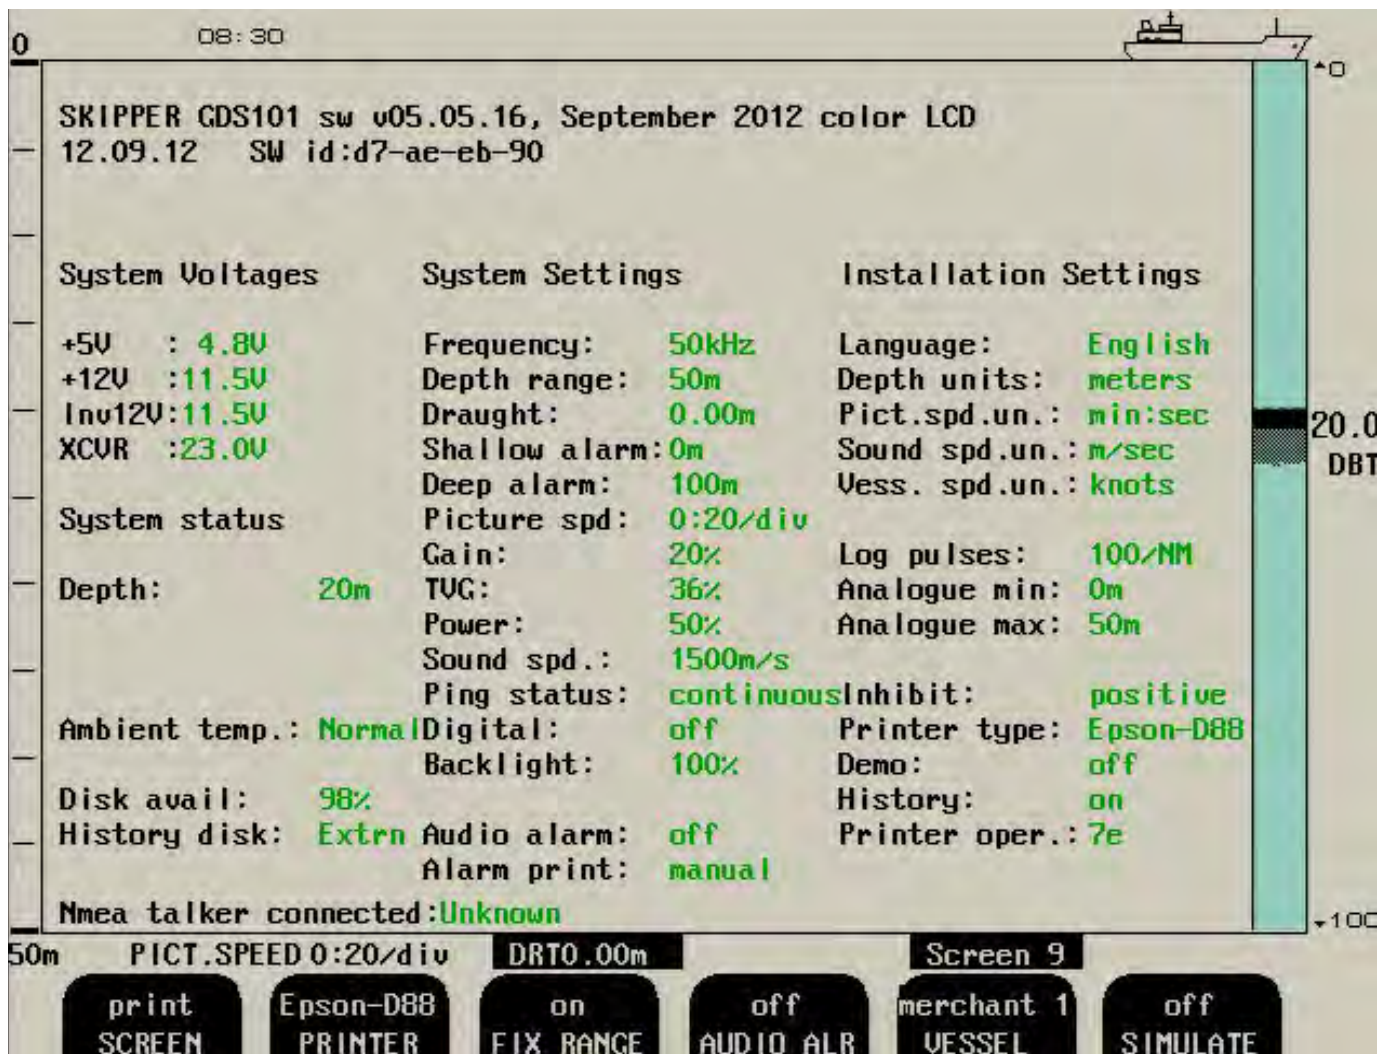 0 08:30
▲0
SKIPPER GDS101 sw v05.05.16, September 2012 color LCD
12.09.12 SW id:d7-ae-eb-90
System Voltages System Settings Installation Settings
+5V : 4.8V Frequency: 50kHz Language: English
+12V :11.5V Depth range: 50m Depth units: meters
Inv12V:11.5V Draught: 0.00m Pict.spd.un.: min:sec
20.0
XCVR :23.0V Shallow alarm:0m Sound spd.un.: m/sec
DBT
Deep alarm: 100m Vess. spd.un.: knots
System status Picture spd: 0:20/div
Gain: 20% Log pulses: 100/NM
Depth: 20m TVG: 36% Analogue min: 0m
Power: 50% Analogue max: 50m
Sound spd.: 1500m/s
Ping status: continuous Inhibit: positive
Ambient temp.: Normal Digital: off Printer type: Epson-D88
Backlight: 100% Demo: off
Disk avail: 98% History: on
History disk: Extrn Audio alarm: off Printer oper.: 7e
Alarm print: manual
Nmea talker connected:Unknown
▼100
50m PICT.SPEED 0:20/div DRT0.00m Screen 9
print Epson-D88 on off merchant 1 off
SCREEN PRINTER FIX RANGE AUDIO ALR VESSEL SIMULATE